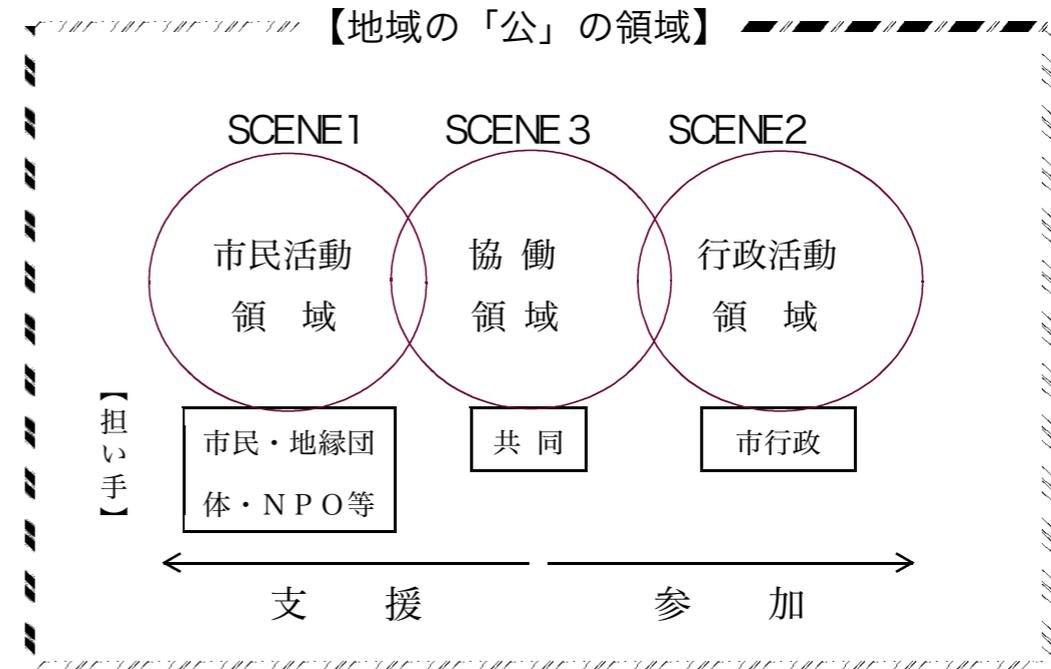 【地域の「公」の領域】
SCENE1
SCENE3
SCENE2
市民活動
領 域
協 働
領 域
行政活動
領 域
【担い手】
市民・地縁団
体・ＮＰＯ等
共 同
市行政
支 援
参 加